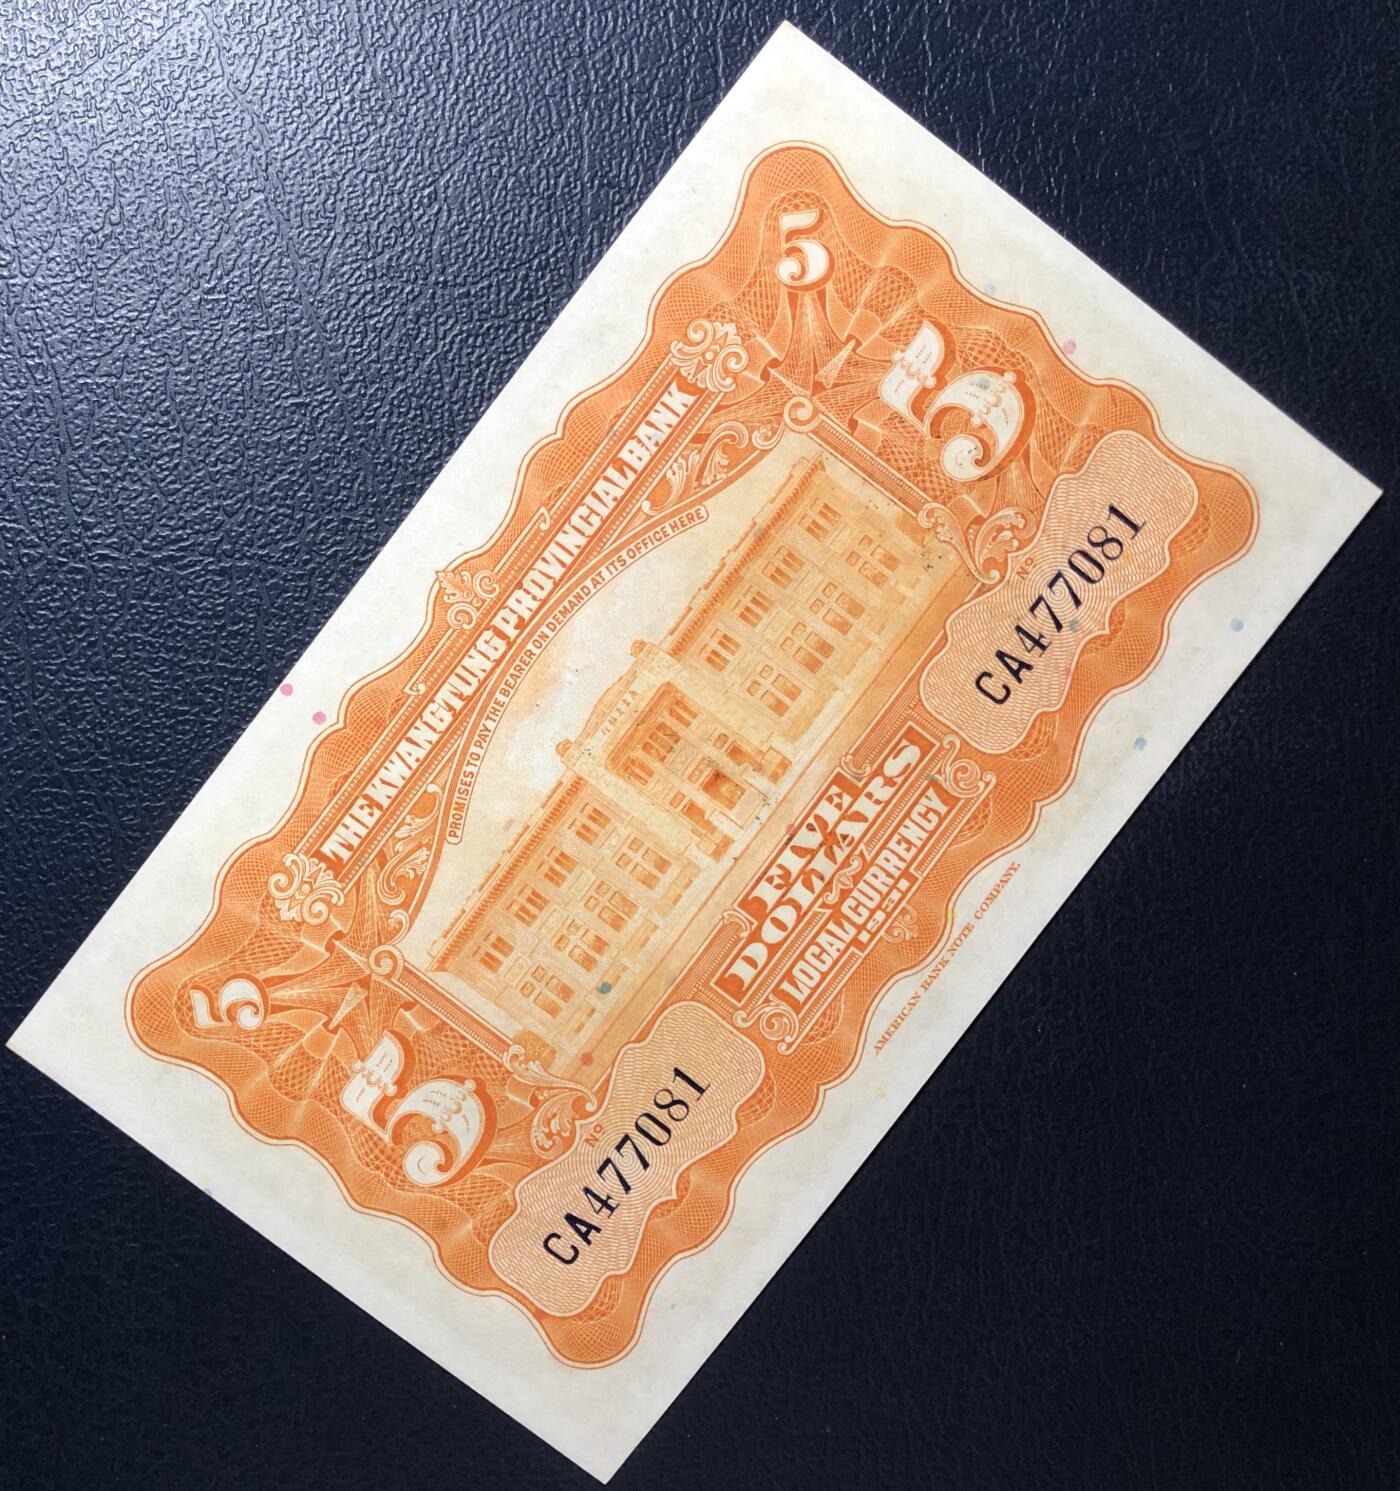 THE KWANGTUNG PROVINCIAL BANK
PROMISES TO PAY THE BEARER ON DEMAND AT ITS OFFICE HERE
5
5
5
5
No
CA477081
No
CA477081
FIVE
DOLLARS
LOCAL CURRENCY
1931
AMERICAN BANK NOTE COMPANY.